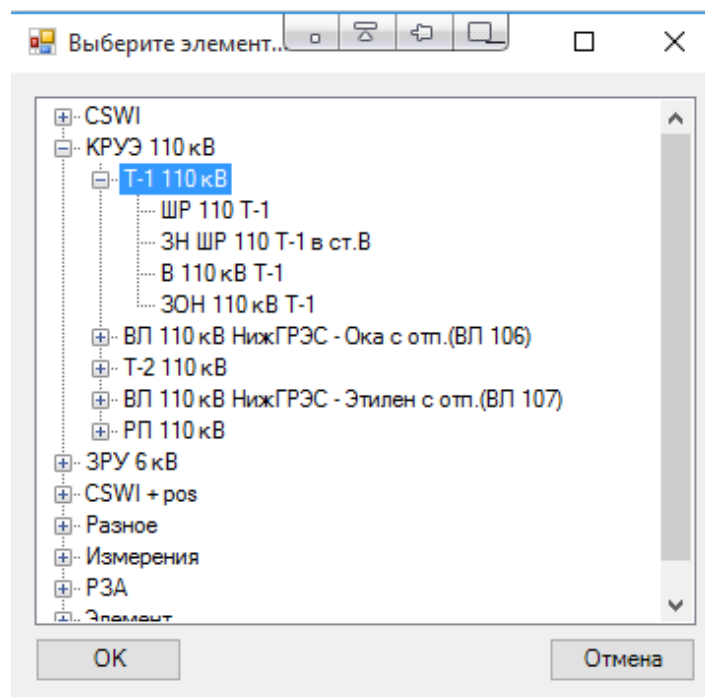 Выберите элемент...
CSWI
КРУЭ 110 кВ
Т-1 110 кВ
ШР 110 Т-1
ЗН ШР 110 Т-1 в ст.В
В 110 кВ Т-1
ЗОН 110 кВ Т-1
ВЛ 110 кВ НижГРЭС - Ока с отп.(ВЛ 106)
Т-2 110 кВ
ВЛ 110 кВ НижГРЭС - Этилен с отп.(ВЛ 107)
РП 110 кВ
ЗРУ 6 кВ
CSWI + pos
Разное
Измерения
РЗА
Элемент
OK Отмена